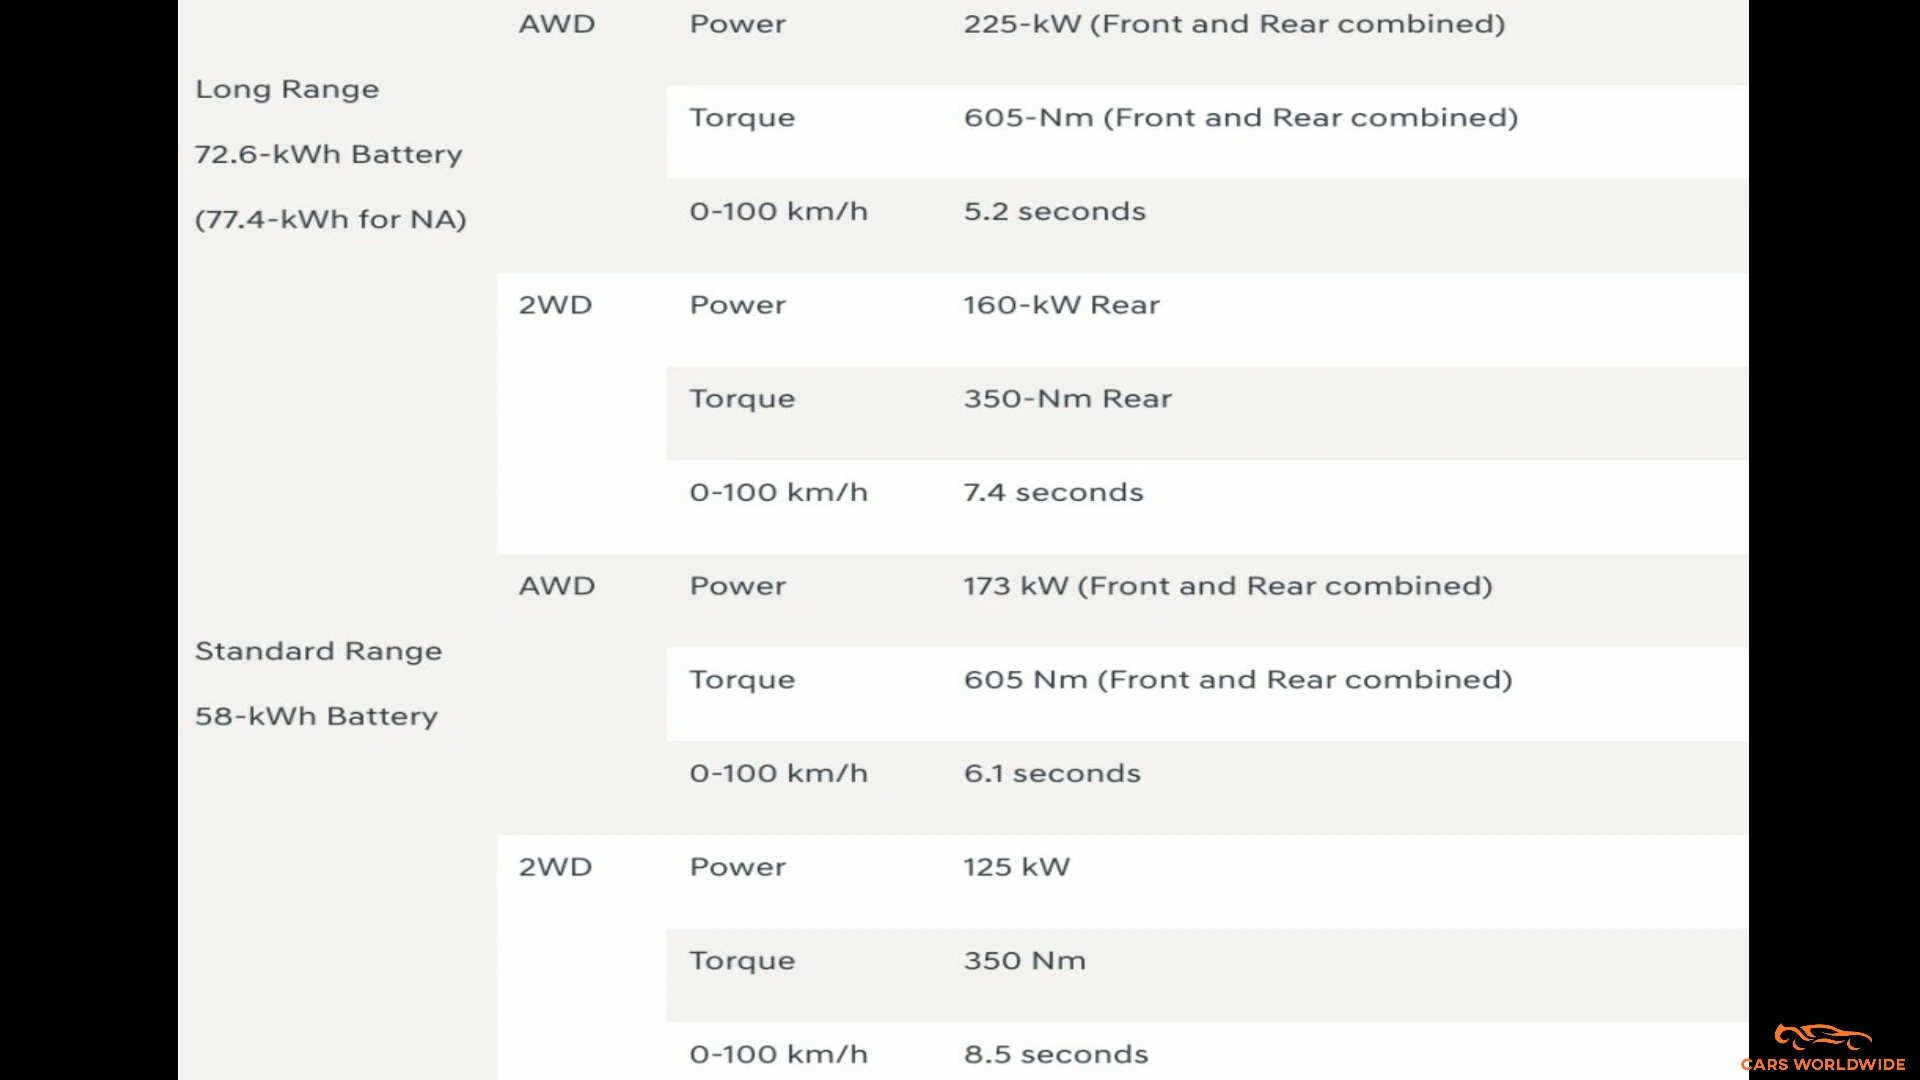 AWD Power 225-kW (Front and Rear combined)
Long Range
72.6-kWh Battery
(77.4-kWh for NA)
Torque 605-Nm (Front and Rear combined)
0-100 km/h 5.2 seconds
2WD Power 160-kW Rear
Torque 350-Nm Rear
0-100 km/h 7.4 seconds
AWD Power 173 kW (Front and Rear combined)
Standard Range
58-kWh Battery
Torque 605 Nm (Front and Rear combined)
0-100 km/h 6.1 seconds
2WD Power 125 kW
Torque 350 Nm
0-100 km/h 8.5 seconds
CARS WORLDWIDE